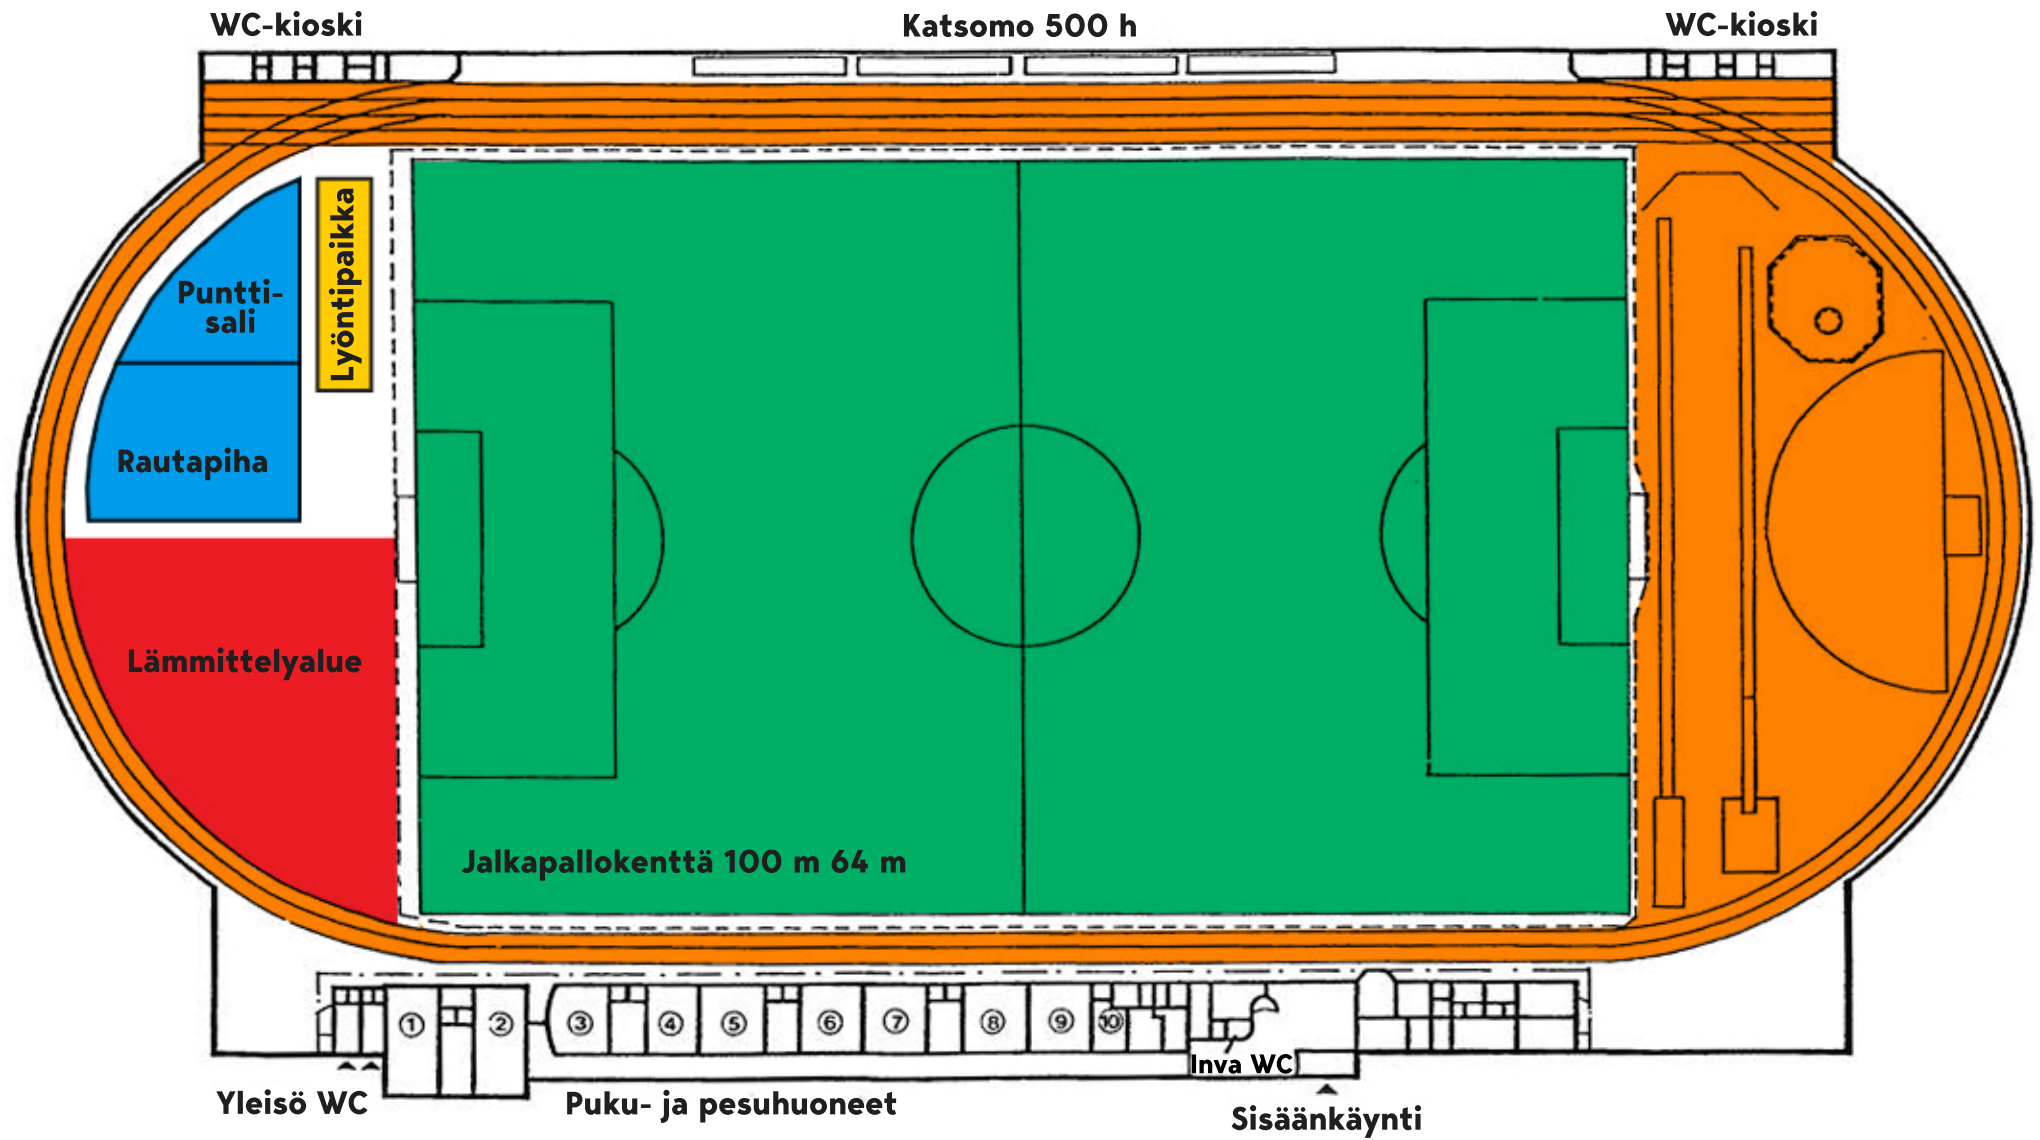 WC-kioski
Katsomo 500 h
WC-kioski
Lyöntipaikka
Puntti-
sali
Rautapiha
Lämmittelyalue
Jalkapallokenttä 100 m 64 m
1 2 3 4 5 6 7 8 9 10
Inva WC
Yleisö WC
Puku- ja pesuhuoneet
Sisäänkäynti